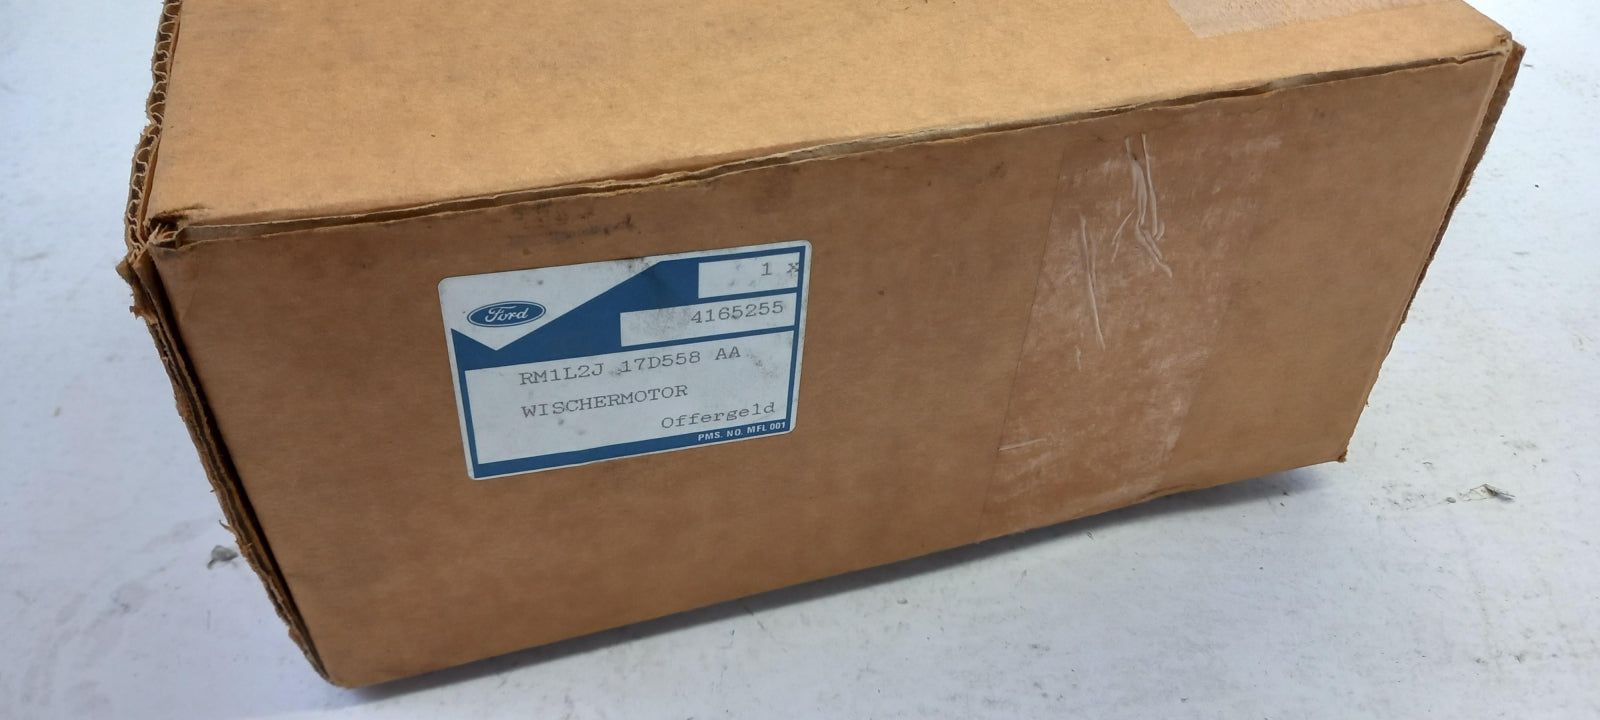 Ford
1 x
4165255
RM1L2J 17D558 AA
WISCHERMOTOR
Offergeld
PMS. NO. MFL 001